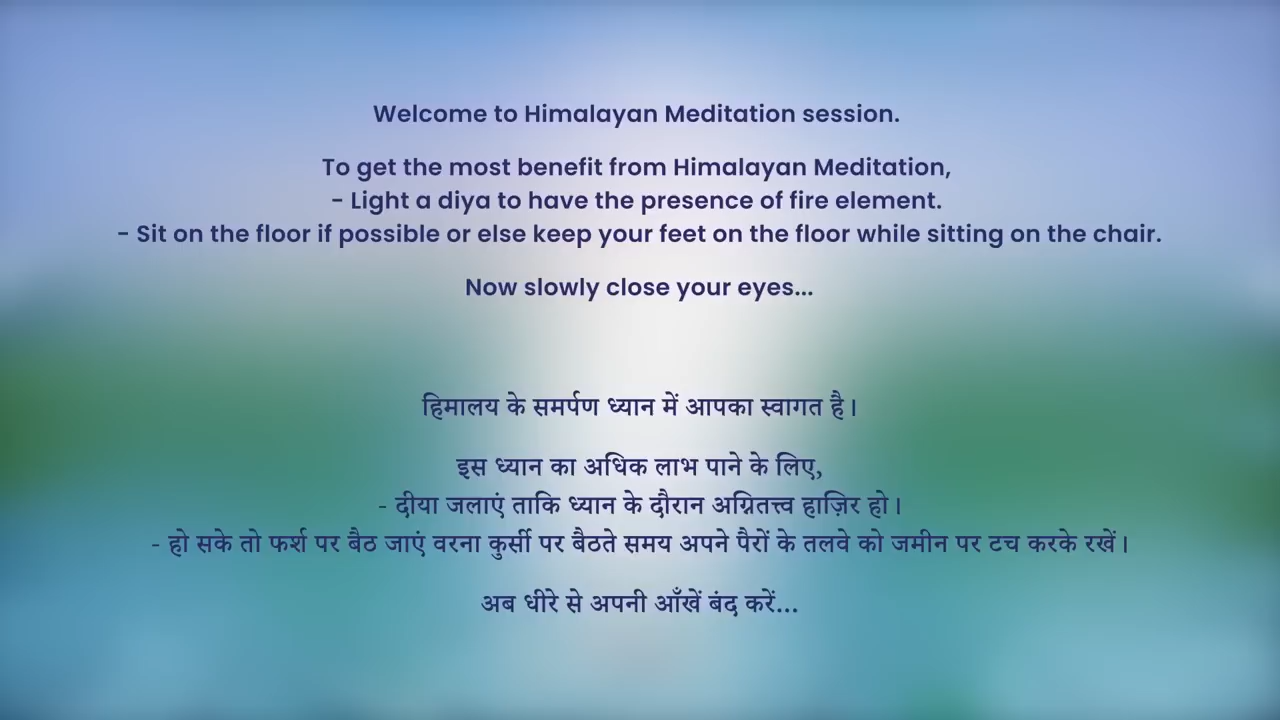 Welcome to Himalayan Meditation session.
To get the most benefit from Himalayan Meditation,
- Light a diya to have the presence of fire element.
- Sit on the floor if possible or else keep your feet on the floor while sitting on the chair.
Now slowly close your eyes...
हिमालय के समर्पण ध्यान में आपका स्वागत है।
इस ध्यान का अधिक लाभ पाने के लिए,
- दीया जलाएं ताकि ध्यान के दौरान अग्नितत्त्व हाज़िर हो।
- हो सके तो फर्श पर बैठ जाएं वरना कुर्सी पर बैठते समय अपने पैरों के तलवे को जमीन पर टच करके रखें।
अब धीरे से अपनी आँखें बंद करें...